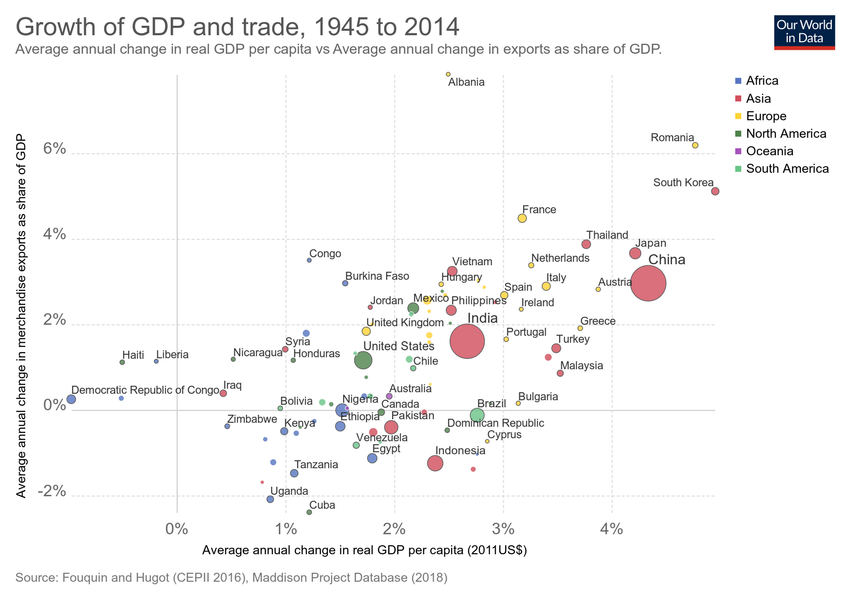 Growth of GDP and trade, 1945 to 2014
Average annual change in real GDP per capita vs Average annual change in exports as share of GDP.
Our World
in Data
Africa
Asia
Europe
North America
Oceania
South America
Average annual change in merchandise exports as share of GDP
6%
4%
2%
0%
-2%
Albania
Romania
South Korea
France
Thailand
Japan
Congo
Netherlands
China
Vietnam
Burkina Faso
Hungary
Italy
Austria
Spain
Jordan
Mexico
Philippines
Ireland
United Kingdom
India
Greece
Portugal
Syria
United States
Turkey
Haiti
Liberia
Nicaragua
Honduras
Chile
Malaysia
Democratic Republic of Congo
Iraq
Australia
Bolivia
Nigeria
Canada
Brazil
Bulgaria
Zimbabwe
Kenya
Ethiopia
Pakistan
Dominican Republic
Venezuela
Cyprus
Egypt
Indonesia
Tanzania
Uganda
Cuba
0%
1%
2%
3%
4%
Average annual change in real GDP per capita (2011US$)
Source: Fouquin and Hugot (CEPII 2016), Maddison Project Database (2018)